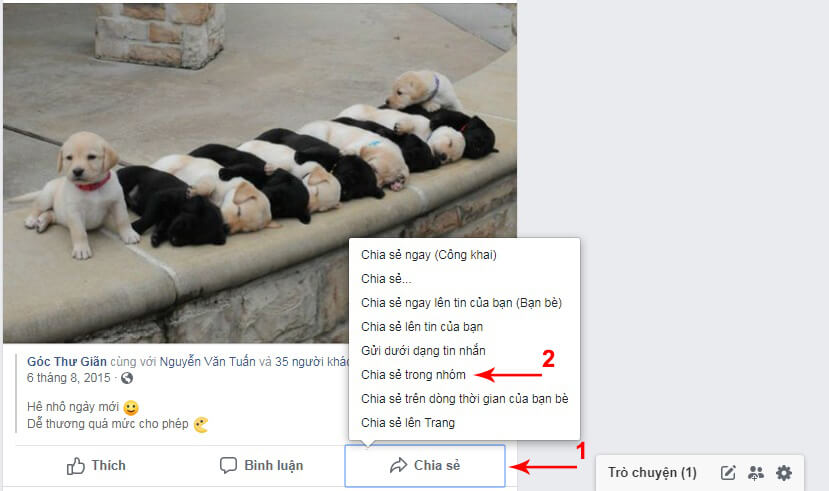 Chia sẻ ngay (Công khai)
Chia sẻ...
Chia sẻ ngay lên tin của bạn (Bạn bè)
Chia sẻ lên tin của bạn
Gửi dưới dạng tin nhắn
Chia sẻ trong nhóm
2
Chia sẻ trên dòng thời gian của bạn bè
Chia sẻ lên Trang
Góc Thư Giãn cùng với Nguyễn Văn Tuấn và 35 người khác
6 tháng 8, 2015 ·
Hê nhô ngày mới
Dễ thương quá mức cho phép
Thích
Bình luận
Chia sẻ
1
Trò chuyện (1)